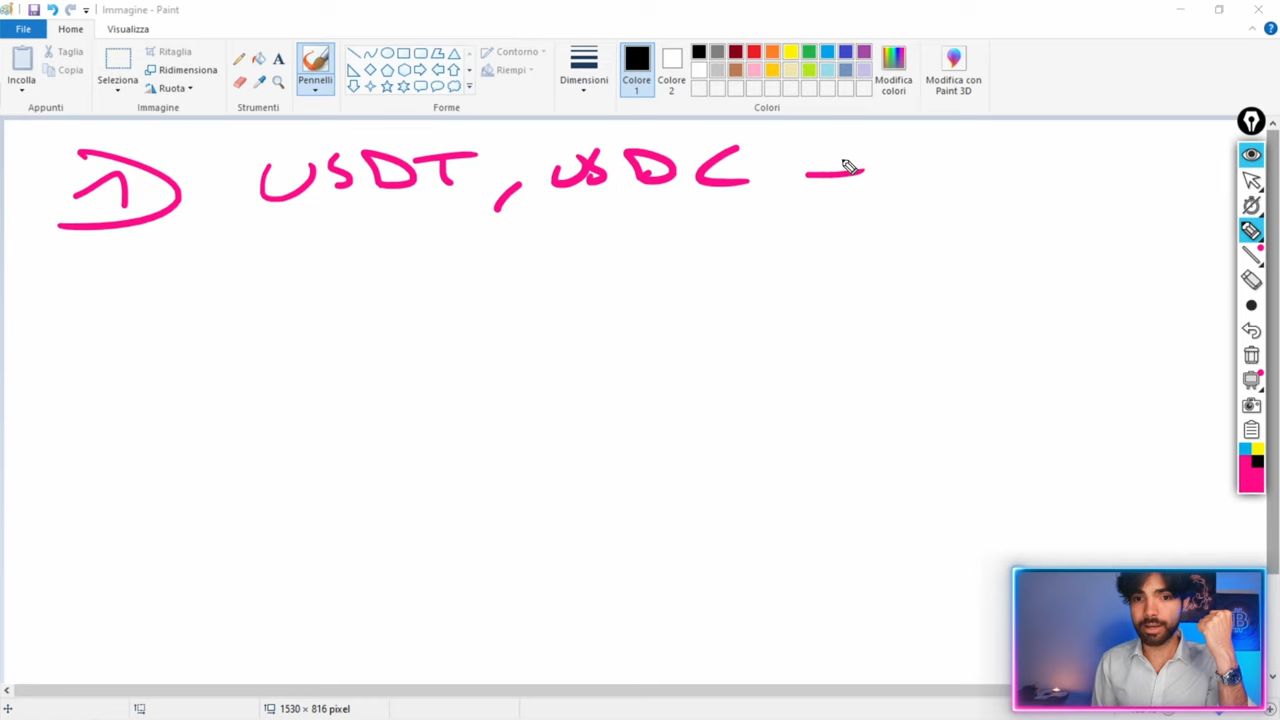 Immagine - Paint
File Home Visualizza
Incolla Taglia Copia Appunti
Seleziona Ritaglia Ridimensiona Ruota Immagine
A Strumenti
Pennelli
Contorno Riempi Forme
Dimensioni
Colore 1 Colore 2 Modifica colori Colori
Modifica con Paint 3D
1) USDT, USDC -
1530 × 816 pixel